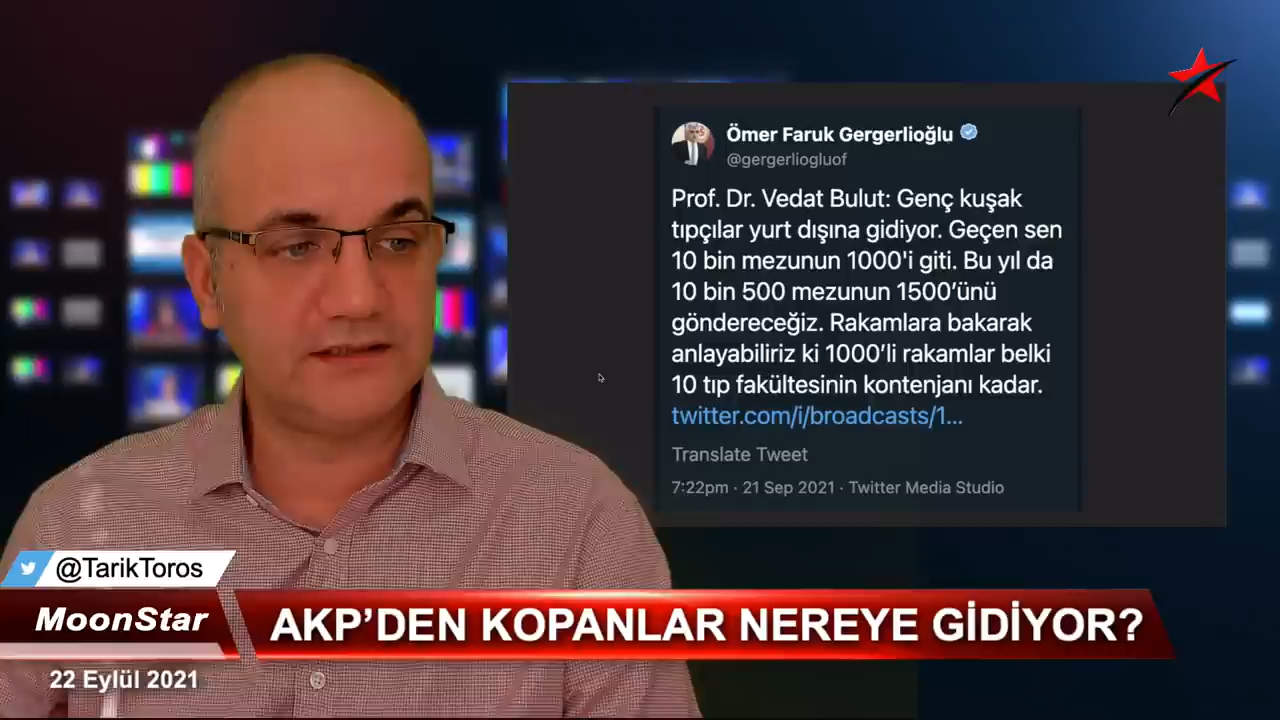 Ömer Faruk Gergerlioğlu
@gergerliogluof
Prof. Dr. Vedat Bulut: Genç kuşak
tıpçılar yurt dışına gidiyor. Geçen sen
10 bin mezunun 1000'i giti. Bu yıl da
10 bin 500 mezunun 1500'ünü
göndereceğiz. Rakamlara bakarak
anlayabiliriz ki 1000'li rakamlar belki
10 tıp fakültesinin kontenjanı kadar.
twitter.com/i/broadcasts/1...
Translate Tweet
7:22pm · 21 Sep 2021 · Twitter Media Studio
@TarikToros
MoonStar
AKP'DEN KOPANLAR NEREYE GİDİYOR?
22 Eylül 2021